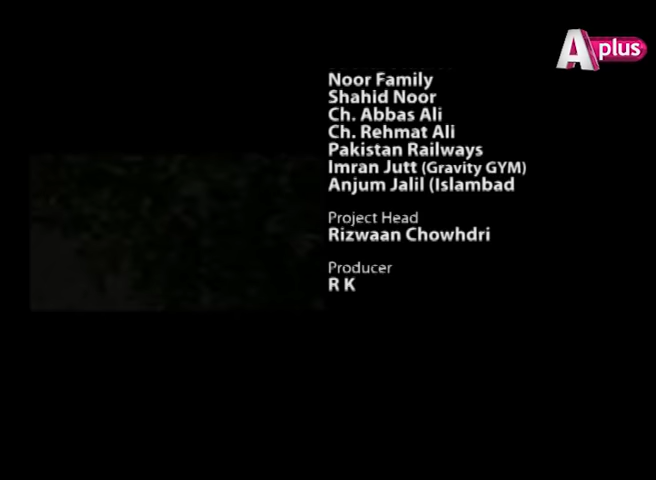 A plus
Noor Family
Shahid Noor
Ch. Abbas Ali
Ch. Rehmat Ali
Pakistan Railways
Imran Jutt (Gravity GYM)
Anjum Jalil (Islambad
Project Head
Rizwaan Chowhdri
Producer
R K